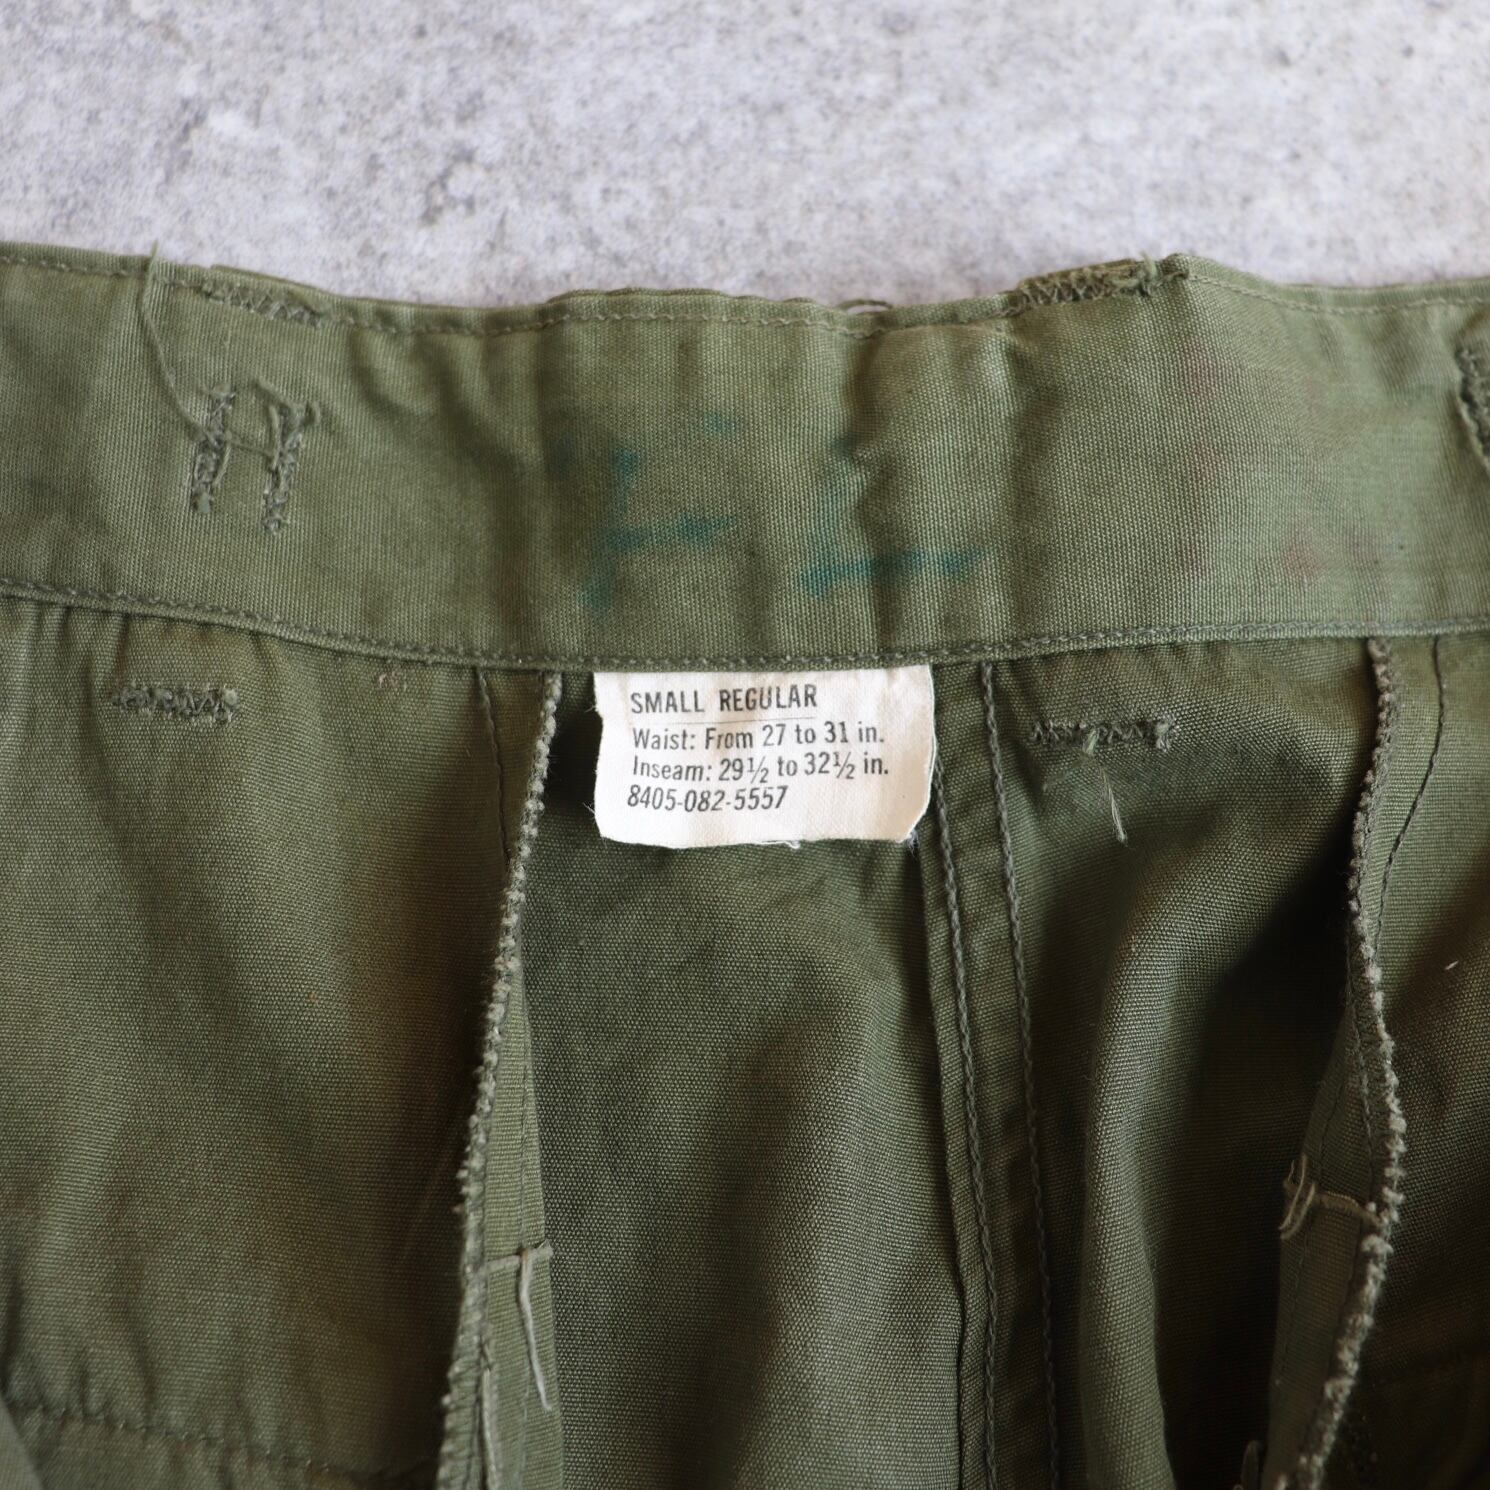 SMALL REGULAR
Waist: From 27 to 31 in.
Inseam: 29½ to 32½ in.
8405-082-5557